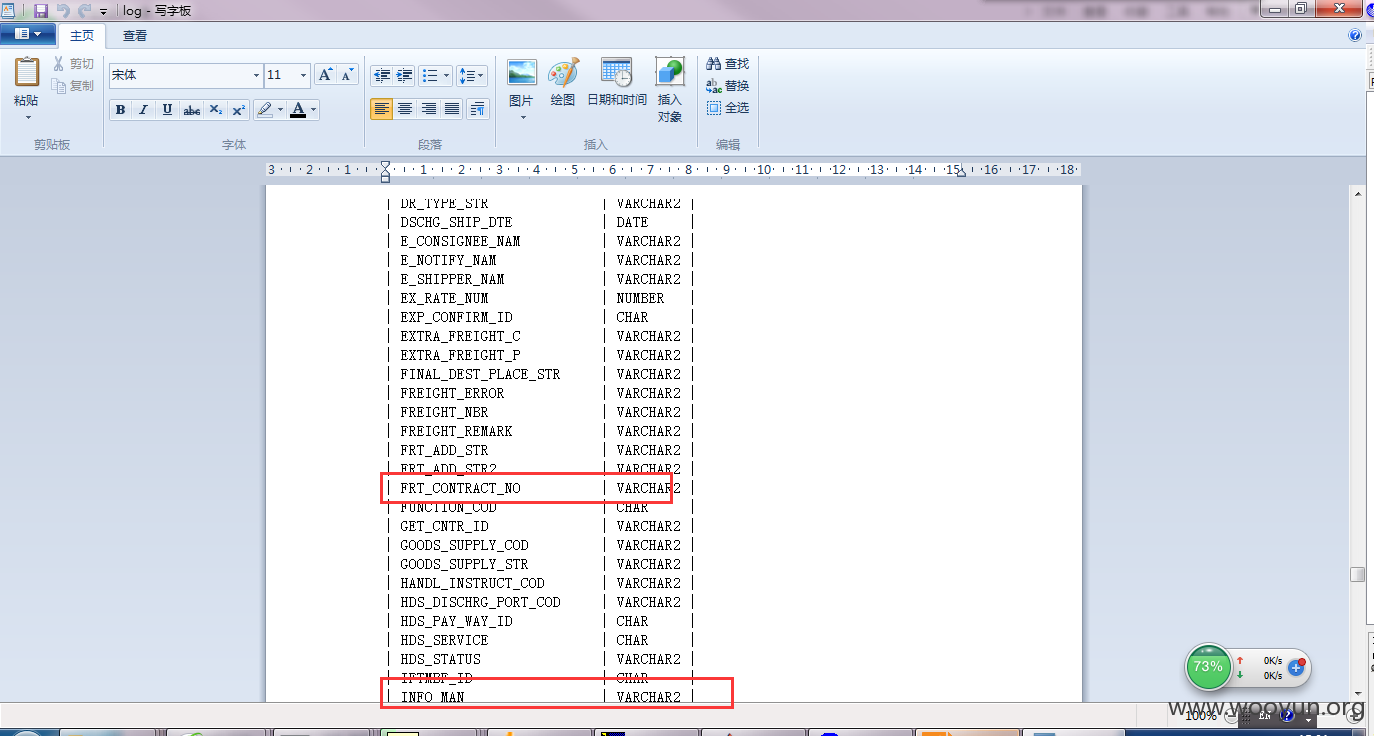 log - 写字板
主页 查看
粘贴 剪切 复制
宋体 11
B I U abc X₂ X² A
图片 绘图 日期和时间 插入对象
查找
替换
全选
剪贴板 字体 段落 插入 编辑
3 2 1 1 2 3 4 5 6 7 8 9 10 11 12 13 14 15 16 17 18
| DR_TYPE_STR | VARCHAR2 |
| DSCHG_SHIP_DTE | DATE |
| E_CONSIGNEE_NAM | VARCHAR2 |
| E_NOTIFY_NAM | VARCHAR2 |
| E_SHIPPER_NAM | VARCHAR2 |
| EX_RATE_NUM | NUMBER |
| EXP_CONFIRM_ID | CHAR |
| EXTRA_FREIGHT_C | VARCHAR2 |
| EXTRA_FREIGHT_P | VARCHAR2 |
| FINAL_DEST_PLACE_STR | VARCHAR2 |
| FREIGHT_ERROR | VARCHAR2 |
| FREIGHT_NBR | VARCHAR2 |
| FREIGHT_REMARK | VARCHAR2 |
| FRT_ADD_STR | VARCHAR2 |
| FRT_ADD_STR2 | VARCHAR2 |
| FRT_CONTRACT_NO | VARCHAR2 |
| FUNCTION_COD | CHAR |
| GET_CNTR_ID | VARCHAR2 |
| GOODS_SUPPLY_COD | VARCHAR2 |
| GOODS_SUPPLY_STR | VARCHAR2 |
| HANDL_INSTRUCT_COD | VARCHAR2 |
| HDS_DISCHRG_PORT_COD | VARCHAR2 |
| HDS_PAY_WAY_ID | CHAR |
| HDS_SERVICE | CHAR |
| HDS_STATUS | VARCHAR2 |
| IFTMBF_ID | CHAR |
| INFO_MAN | VARCHAR2 |
73% 0K/s
0K/s
www.wooyun.org
100%
EN